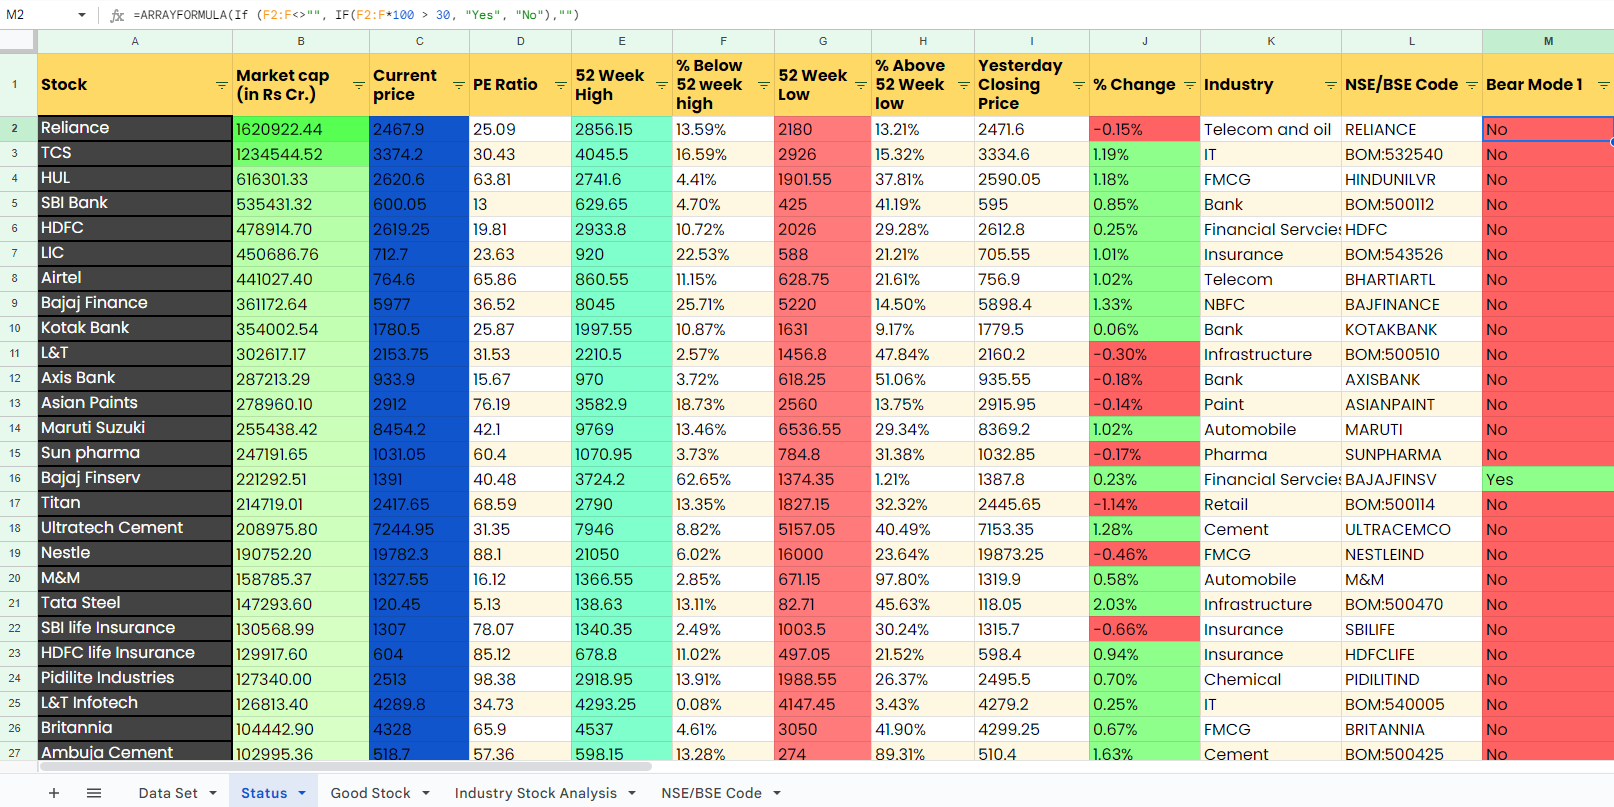 M2 fx =ARRAYFORMULA(If (F2:F<>"", IF(F2:F*100 > 30, "Yes", "No"),"")
A B C D E F G H I J K L M
1 Stock Market cap (in Rs Cr.) Current price PE Ratio 52 Week High % Below 52 week high 52 Week Low % Above 52 Week low Yesterday Closing Price % Change Industry NSE/BSE Code Bear Mode 1
2 Reliance 1620922.44 2467.9 25.09 2856.15 13.59% 2180 13.21% 2471.6 -0.15% Telecom and oil RELIANCE No
3 TCS 1234544.52 3374.2 30.43 4045.5 16.59% 2926 15.32% 3334.6 1.19% IT BOM:532540 No
4 HUL 616301.33 2620.6 63.81 2741.6 4.41% 1901.55 37.81% 2590.05 1.18% FMCG HINDUNILVR No
5 SBI Bank 535431.32 600.05 13 629.65 4.70% 425 41.19% 595 0.85% Bank BOM:500112 No
6 HDFC 478914.70 2619.25 19.81 2933.8 10.72% 2026 29.28% 2612.8 0.25% Financial Servcies HDFC No
7 LIC 450686.76 712.7 23.63 920 22.53% 588 21.21% 705.55 1.01% Insurance BOM:543526 No
8 Airtel 441027.40 764.6 65.86 860.55 11.15% 628.75 21.61% 756.9 1.02% Telecom BHARTIARTL No
9 Bajaj Finance 361172.64 5977 36.52 8045 25.71% 5220 14.50% 5898.4 1.33% NBFC BAJFINANCE No
10 Kotak Bank 354002.54 1780.5 25.87 1997.55 10.87% 1631 9.17% 1779.5 0.06% Bank KOTAKBANK No
11 L&T 302617.17 2153.75 31.53 2210.5 2.57% 1456.8 47.84% 2160.2 -0.30% Infrastructure BOM:500510 No
12 Axis Bank 287213.29 933.9 15.67 970 3.72% 618.25 51.06% 935.55 -0.18% Bank AXISBANK No
13 Asian Paints 278960.10 2912 76.19 3582.9 18.73% 2560 13.75% 2915.95 -0.14% Paint ASIANPAINT No
14 Maruti Suzuki 255438.42 8454.2 42.1 9769 13.46% 6536.55 29.34% 8369.2 1.02% Automobile MARUTI No
15 Sun pharma 247191.65 1031.05 60.4 1070.95 3.73% 784.8 31.38% 1032.85 -0.17% Pharma SUNPHARMA No
16 Bajaj Finserv 221292.51 1391 40.48 3724.2 62.65% 1374.35 1.21% 1387.8 0.23% Financial Servcies BAJAJFINSV Yes
17 Titan 214719.01 2417.65 68.59 2790 13.35% 1827.15 32.32% 2445.65 -1.14% Retail BOM:500114 No
18 Ultratech Cement 208975.80 7244.95 31.35 7946 8.82% 5157.05 40.49% 7153.35 1.28% Cement ULTRACEMCO No
19 Nestle 190752.20 19782.3 88.1 21050 6.02% 16000 23.64% 19873.25 -0.46% FMCG NESTLEIND No
20 M&M 158785.37 1327.55 16.12 1366.55 2.85% 671.15 97.80% 1319.9 0.58% Automobile M&M No
21 Tata Steel 147293.60 120.45 5.13 138.63 13.11% 82.71 45.63% 118.05 2.03% Infrastructure BOM:500470 No
22 SBI life Insurance 130568.99 1307 78.07 1340.35 2.49% 1003.5 30.24% 1315.7 -0.66% Insurance SBILIFE No
23 HDFC life Insurance 129917.60 604 85.12 678.8 11.02% 497.05 21.52% 598.4 0.94% Insurance HDFCLIFE No
24 Pidilite Industries 127340.00 2513 98.38 2918.95 13.91% 1988.55 26.37% 2495.5 0.70% Chemical PIDILITIND No
25 L&T Infotech 126813.40 4289.8 34.73 4293.25 0.08% 4147.45 3.43% 4279.2 0.25% IT BOM:540005 No
26 Britannia 104442.90 4328 65.9 4537 4.61% 3050 41.90% 4299.25 0.67% FMCG BRITANNIA No
27 Ambuja Cement 102995.36 518.7 57.36 598.15 13.28% 274 89.31% 510.4 1.63% Cement BOM:500425 No
Data Set Status Good Stock Industry Stock Analysis NSE/BSE Code